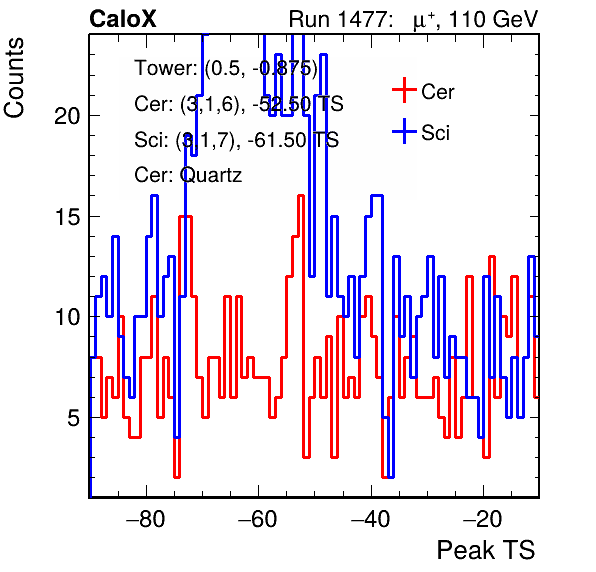 CaloX Run 1477: μ⁺, 110 GeV
Counts
Tower: (0.5, -0.875)
Cer: (3,1,6), -52.50 TS
Sci: (3,1,7), -61.50 TS
Cer: Quartz
Cer
Sci
20
15
10
5
−80 −60 −40 −20
Peak TS